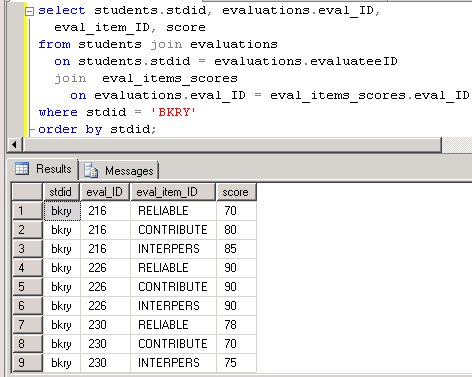 select students.stdid, evaluations.eval_ID,
eval_item_ID, score
from students join evaluations
on students.stdid = evaluations.evaluateeID
join eval_items_scores
on evaluations.eval_ID = eval_items_scores.eval_ID
where stdid = 'BKRY'
order by stdid;
Results Messages
stdid eval_ID eval_item_ID score
1 bkry 216 RELIABLE 70
2 bkry 216 CONTRIBUTE 80
3 bkry 216 INTERPERS 85
4 bkry 226 RELIABLE 90
5 bkry 226 CONTRIBUTE 90
6 bkry 226 INTERPERS 90
7 bkry 230 RELIABLE 78
8 bkry 230 CONTRIBUTE 70
9 bkry 230 INTERPERS 75